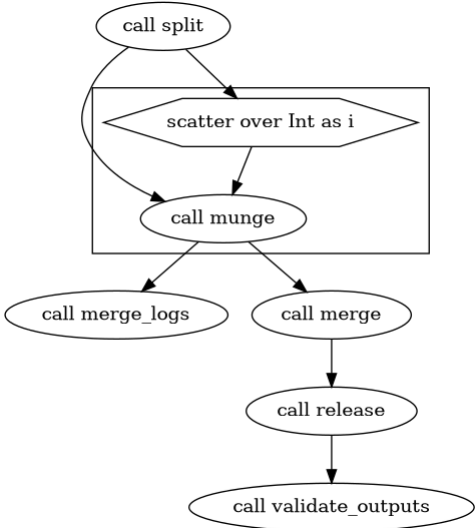 call split
scatter over Int as i
call munge
call merge_logs
call merge
call release
call validate_outputs